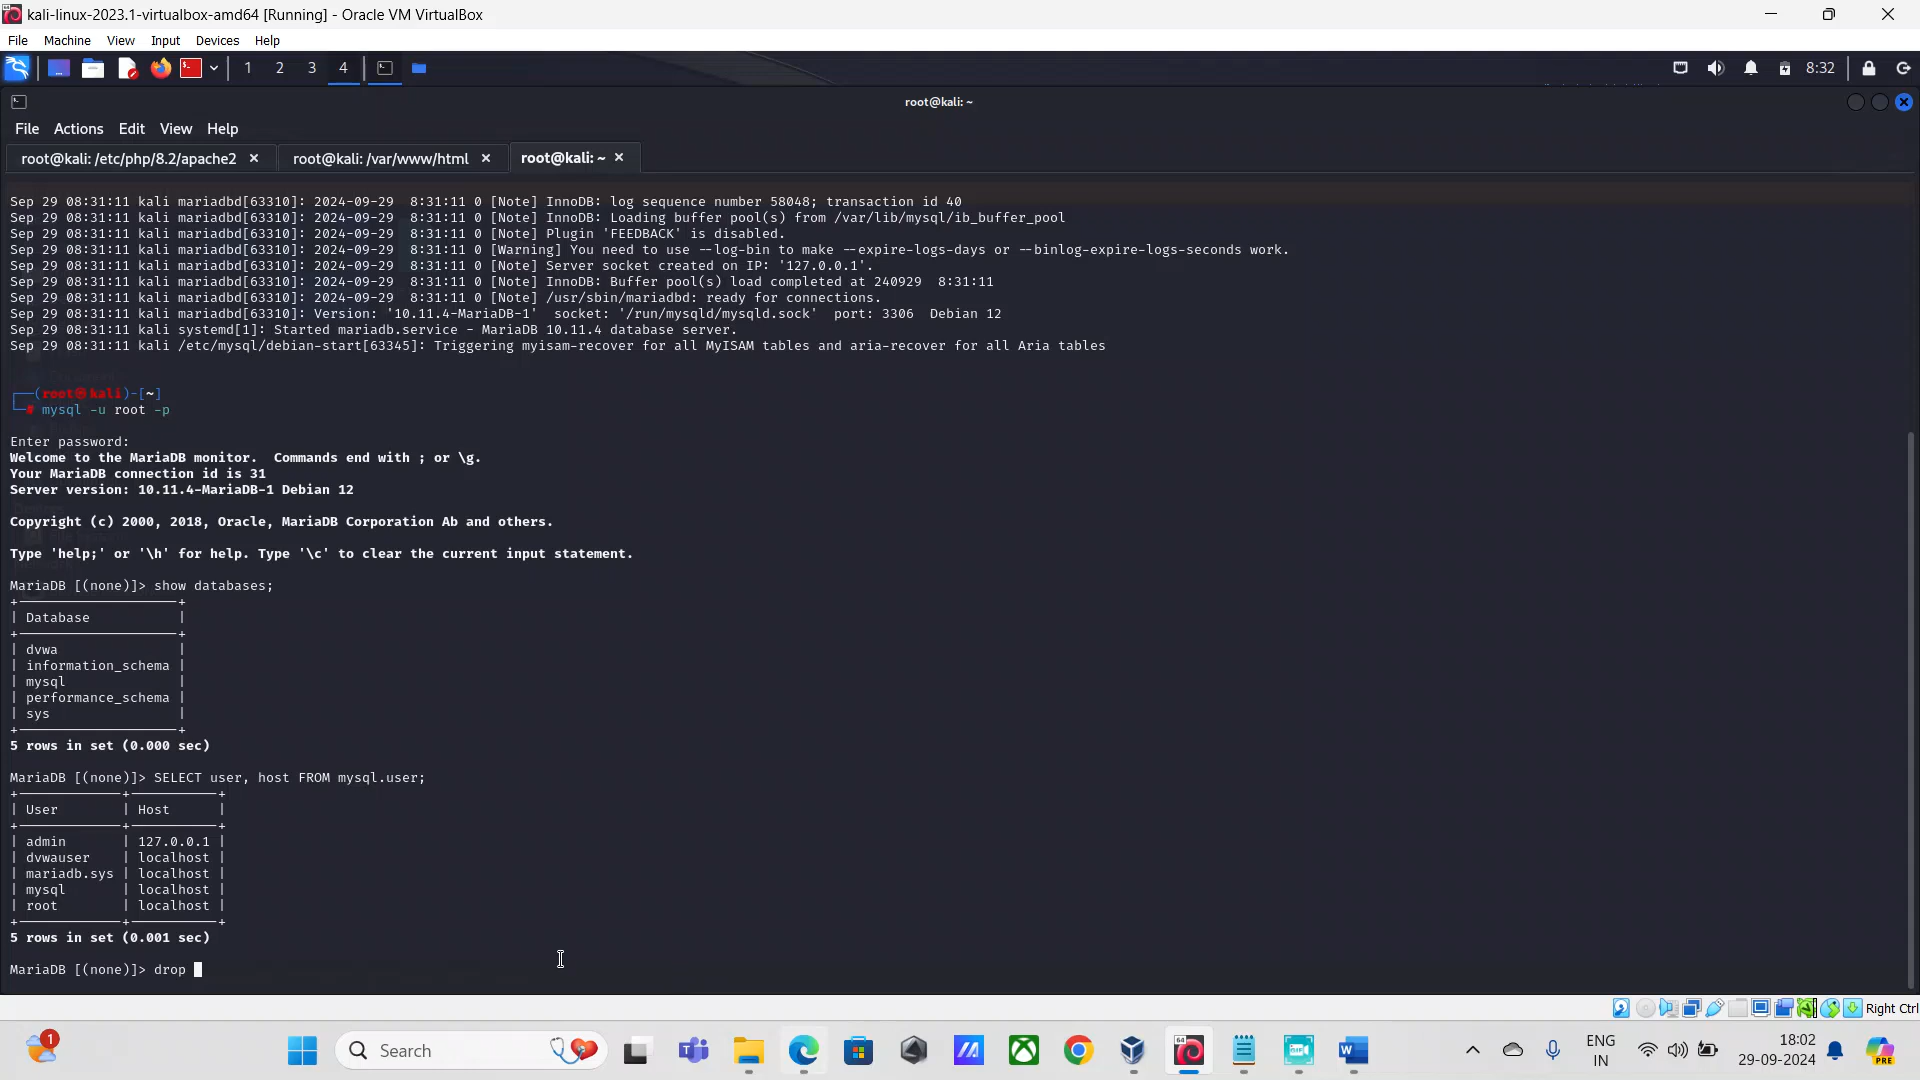 kali-linux-2023.1-virtualbox-amd64 [Running] - Oracle VM VirtualBox
File Machine View Input Devices Help
1 2 3 4 8:32
root@kali: ~
File Actions Edit View Help
root@kali: /etc/php/8.2/apache2 × root@kali: /var/www/html × root@kali: ~ ×
Sep 29 08:31:11 kali mariadbd[63310]: 2024-09-29  8:31:11 0 [Note] InnoDB: log sequence number 58048; transaction id 40
Sep 29 08:31:11 kali mariadbd[63310]: 2024-09-29  8:31:11 0 [Note] InnoDB: Loading buffer pool(s) from /var/lib/mysql/ib_buffer_pool
Sep 29 08:31:11 kali mariadbd[63310]: 2024-09-29  8:31:11 0 [Note] Plugin 'FEEDBACK' is disabled.
Sep 29 08:31:11 kali mariadbd[63310]: 2024-09-29  8:31:11 0 [Warning] You need to use --log-bin to make --expire-logs-days or --binlog-expire-logs-seconds work.
Sep 29 08:31:11 kali mariadbd[63310]: 2024-09-29  8:31:11 0 [Note] Server socket created on IP: '127.0.0.1'.
Sep 29 08:31:11 kali mariadbd[63310]: 2024-09-29  8:31:11 0 [Note] InnoDB: Buffer pool(s) load completed at 240929  8:31:11
Sep 29 08:31:11 kali mariadbd[63310]: 2024-09-29  8:31:11 0 [Note] /usr/sbin/mariadbd: ready for connections.
Sep 29 08:31:11 kali mariadbd[63310]: Version: '10.11.4-MariaDB-1'  socket: '/run/mysqld/mysqld.sock'  port: 3306  Debian 12
Sep 29 08:31:11 kali systemd[1]: Started mariadb.service - MariaDB 10.11.4 database server.
Sep 29 08:31:11 kali /etc/mysql/debian-start[63345]: Triggering myisam-recover for all MyISAM tables and aria-recover for all Aria tables
┌──(root㉿kali)-[~]
└─# mysql -u root -p
Enter password:
Welcome to the MariaDB monitor.  Commands end with ; or \g.
Your MariaDB connection id is 31
Server version: 10.11.4-MariaDB-1 Debian 12
Copyright (c) 2000, 2018, Oracle, MariaDB Corporation Ab and others.
Type 'help;' or '\h' for help. Type '\c' to clear the current input statement.
MariaDB [(none)]> show databases;
| Database |
| dvwa |
| information_schema |
| mysql |
| performance_schema |
| sys |
5 rows in set (0.000 sec)
MariaDB [(none)]> SELECT user, host FROM mysql.user;
| User | Host |
| admin | 127.0.0.1 |
| dvwauser | localhost |
| mariadb.sys | localhost |
| mysql | localhost |
| root | localhost |
5 rows in set (0.001 sec)
MariaDB [(none)]> drop
Right Ctrl
1 Search ENG IN 18:02 29-09-2024 PRE